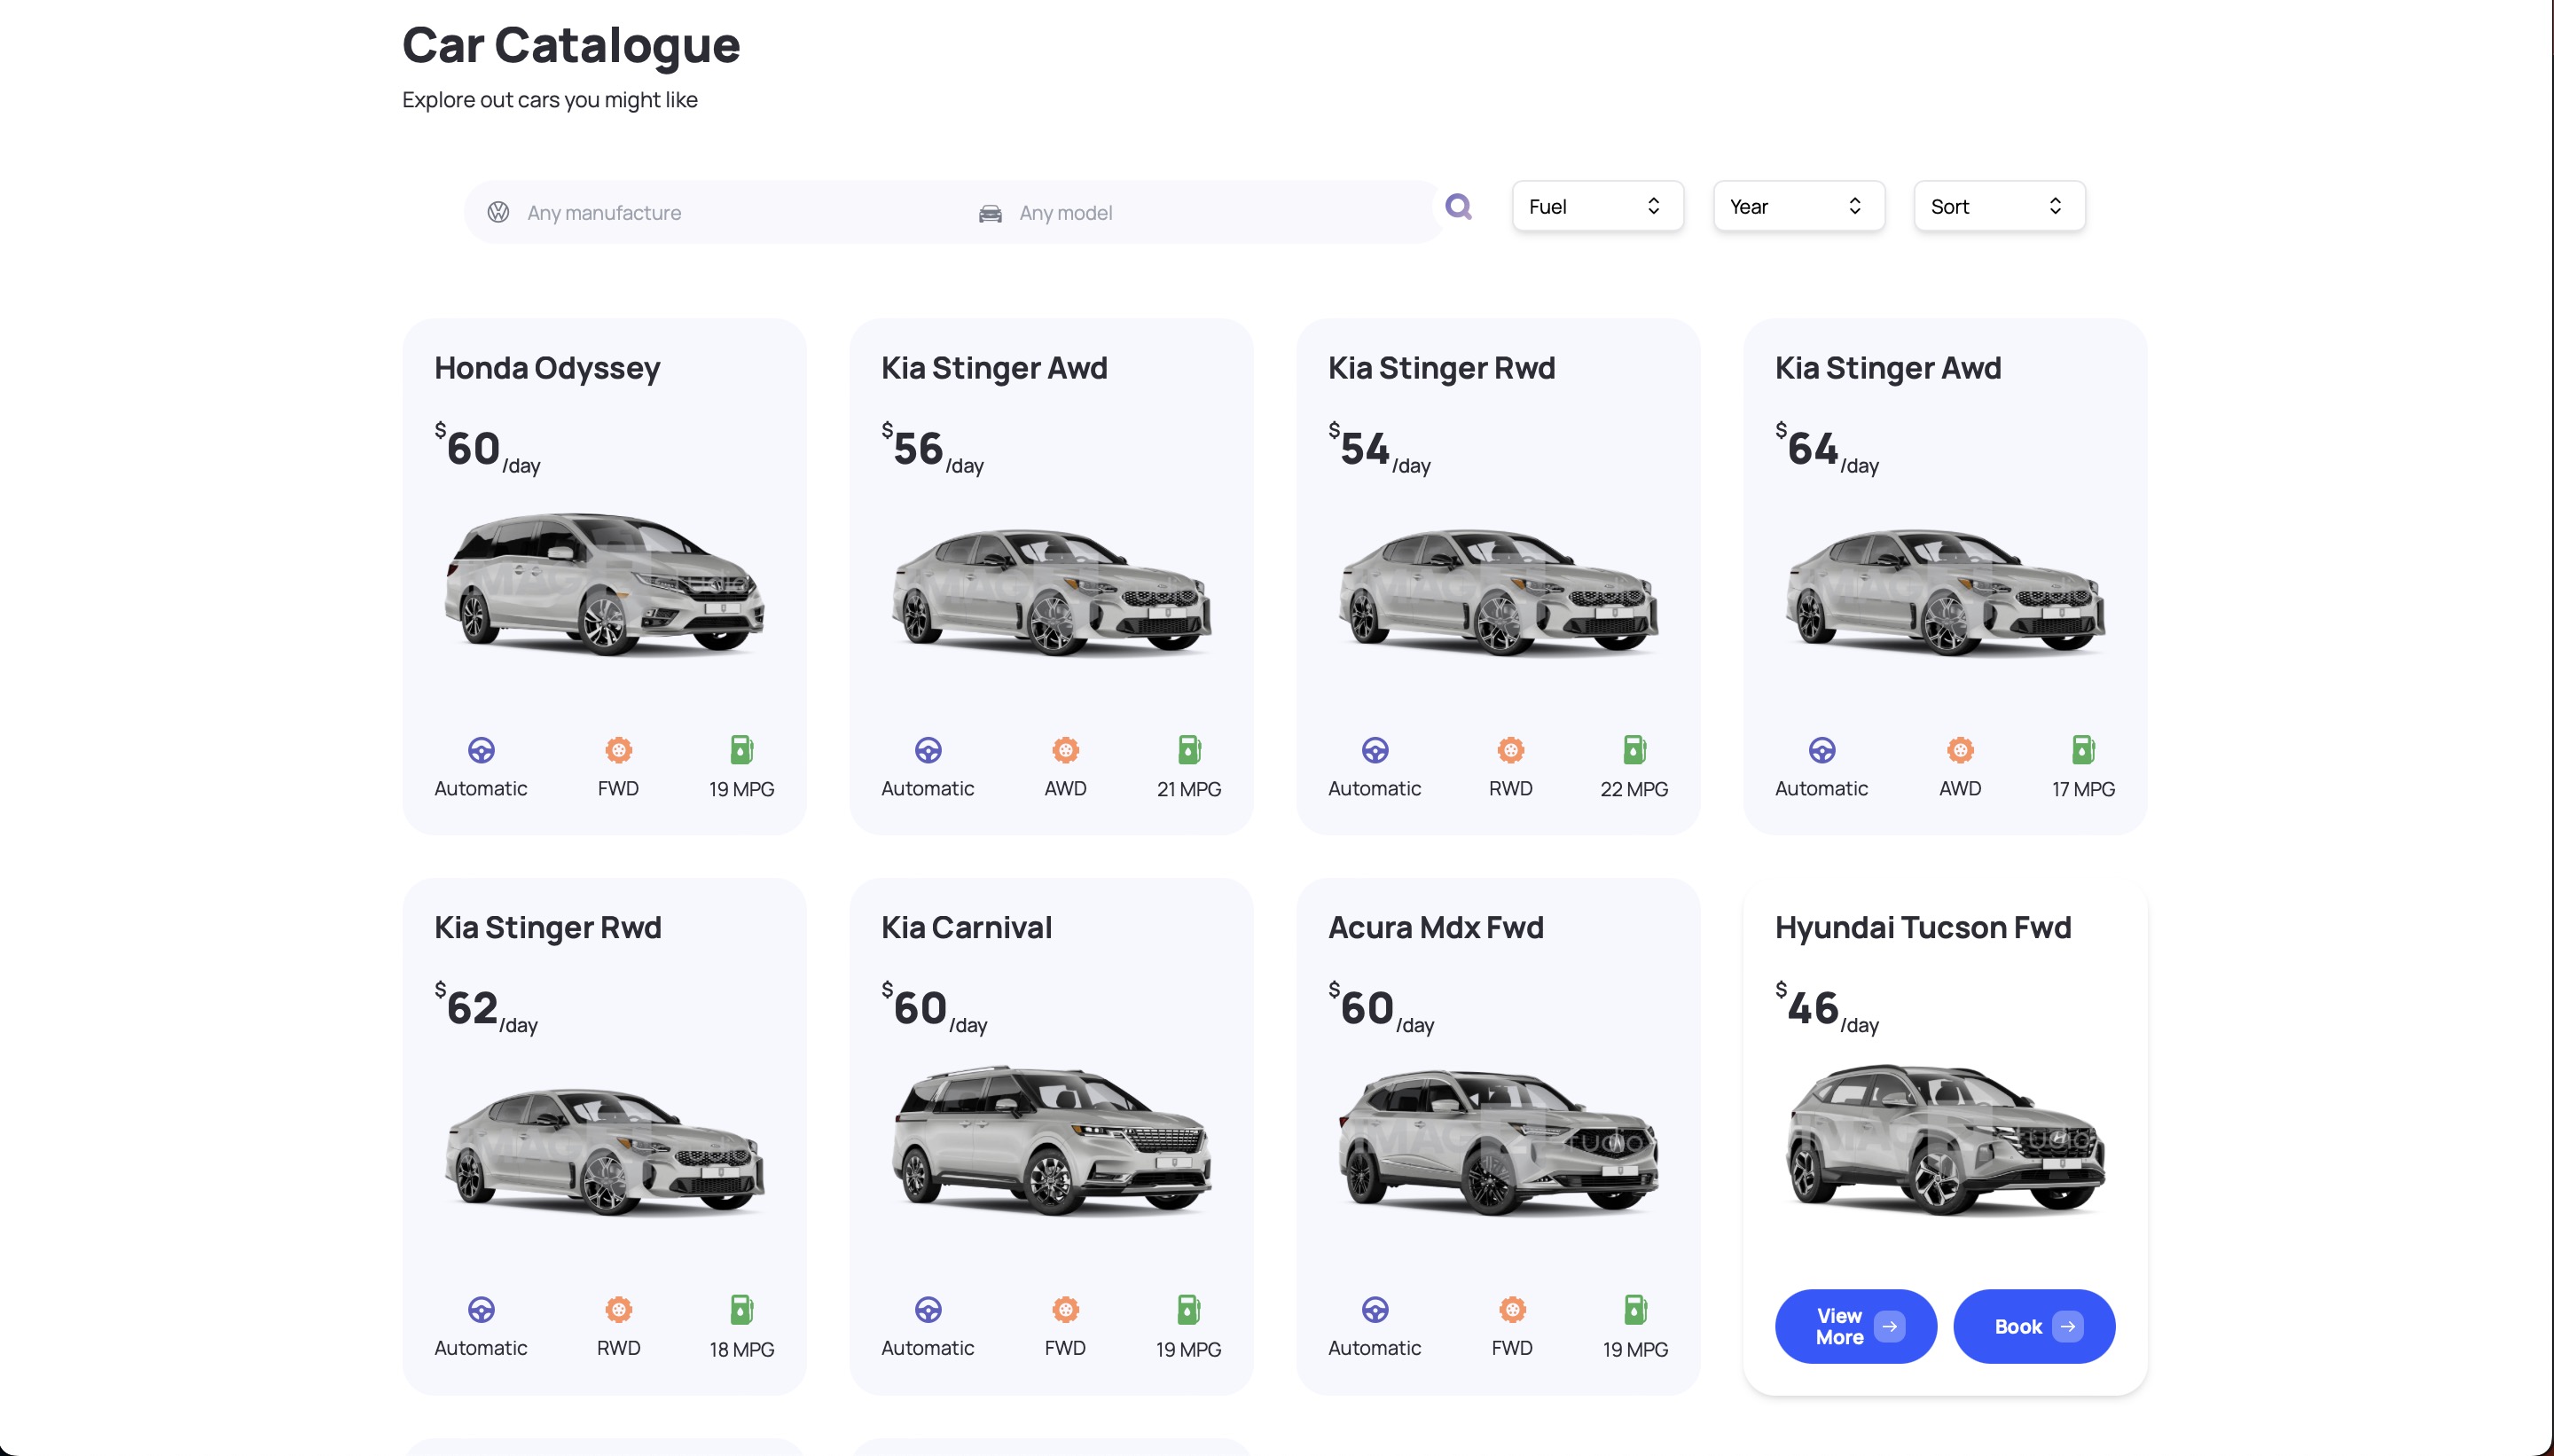 Car Catalogue
Explore out cars you might like
Any manufacture
Any model
Fuel
Year
Sort
Honda Odyssey
$60/day
Automatic
FWD
19 MPG
Kia Stinger Awd
$56/day
Automatic
AWD
21 MPG
Kia Stinger Rwd
$54/day
Automatic
RWD
22 MPG
Kia Stinger Awd
$64/day
Automatic
AWD
17 MPG
Kia Stinger Rwd
$62/day
Automatic
RWD
18 MPG
Kia Carnival
$60/day
Automatic
FWD
19 MPG
Acura Mdx Fwd
$60/day
Automatic
FWD
19 MPG
Hyundai Tucson Fwd
$46/day
View
More
Book